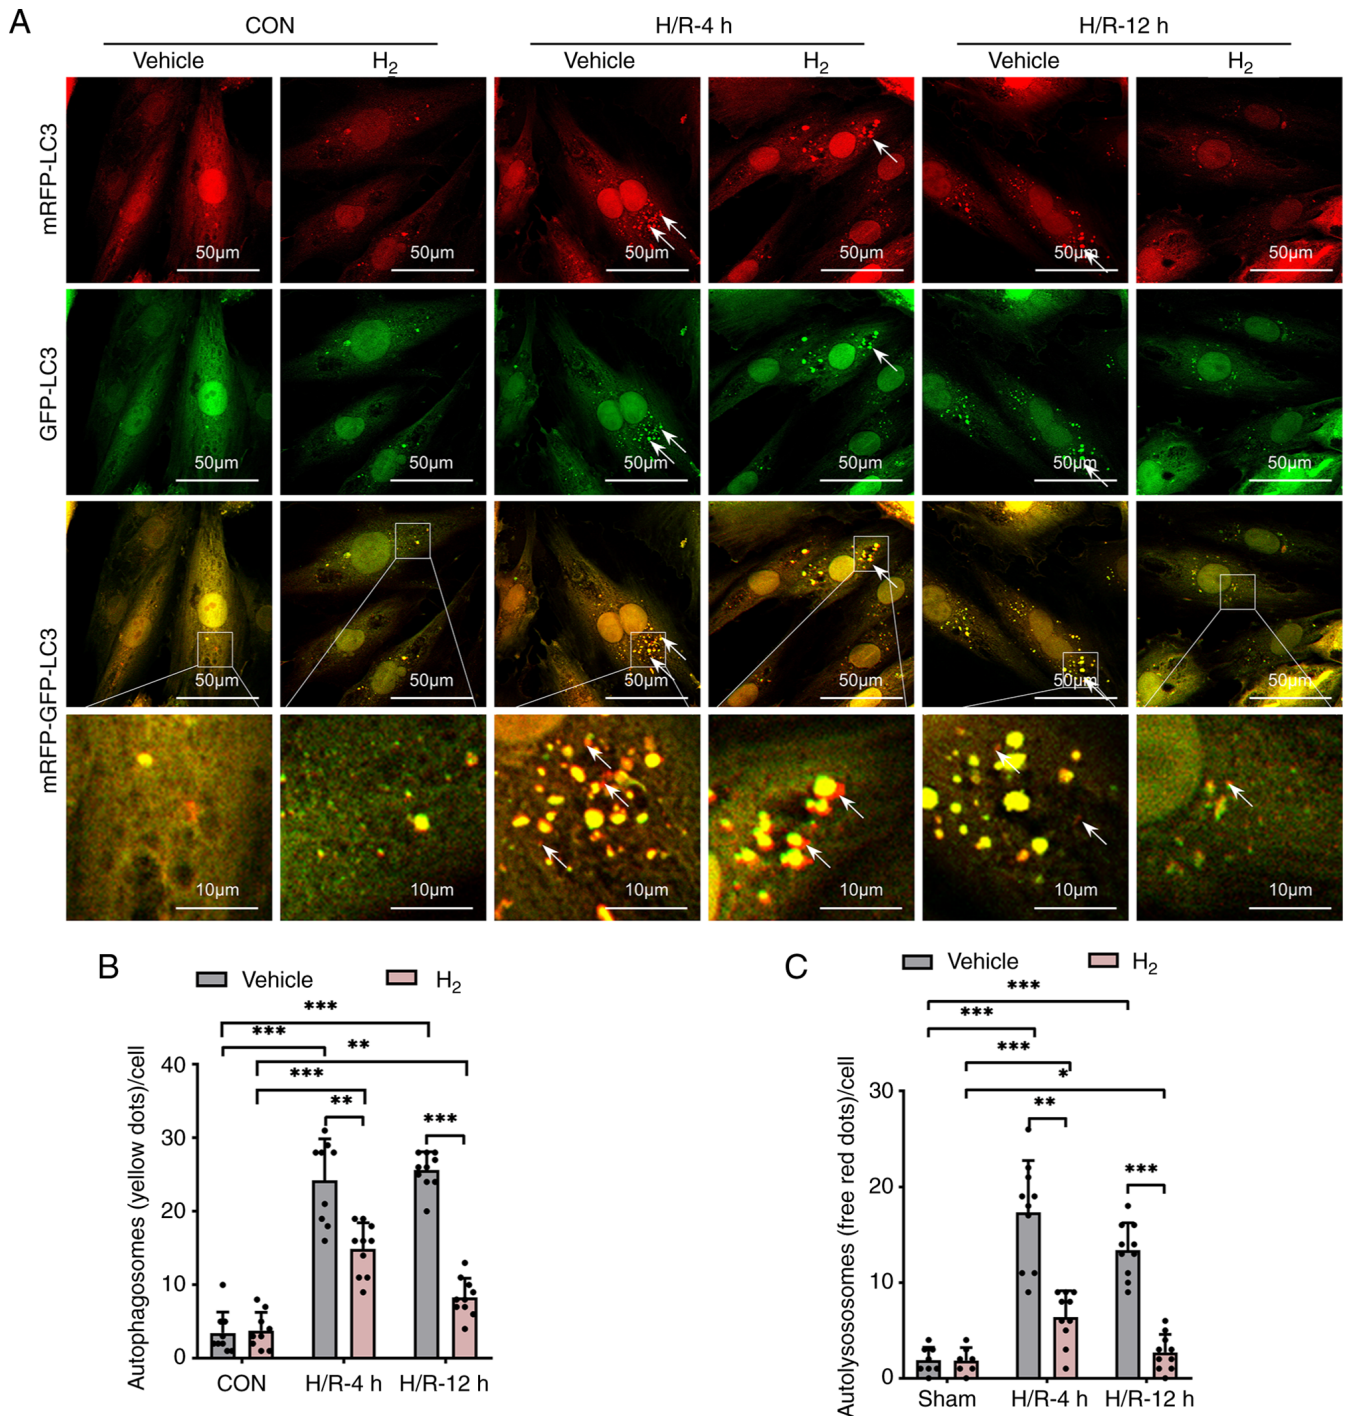 A
CON
H/R-4 h
H/R-12 h
Vehicle
H2
Vehicle
H2
Vehicle
H2
mRFP-LC3
50µm
50µm
50µm
50µm
50µm
50µm
GFP-LC3
50µm
50µm
50µm
50µm
50µm
50µm
mRFP-GFP-LC3
50µm
50µm
50µm
50µm
50µm
50µm
10µm
10µm
10µm
10µm
10µm
10µm
B
Vehicle
H2
***
***
**
***
**
***
Autophagosomes (yellow dots)/cell
40
30
20
10
0
CON
H/R-4 h
H/R-12 h
C
Vehicle
H2
***
***
***
*
**
***
Autolysososomes (free red dots)/cell
30
20
10
0
Sham
H/R-4 h
H/R-12 h